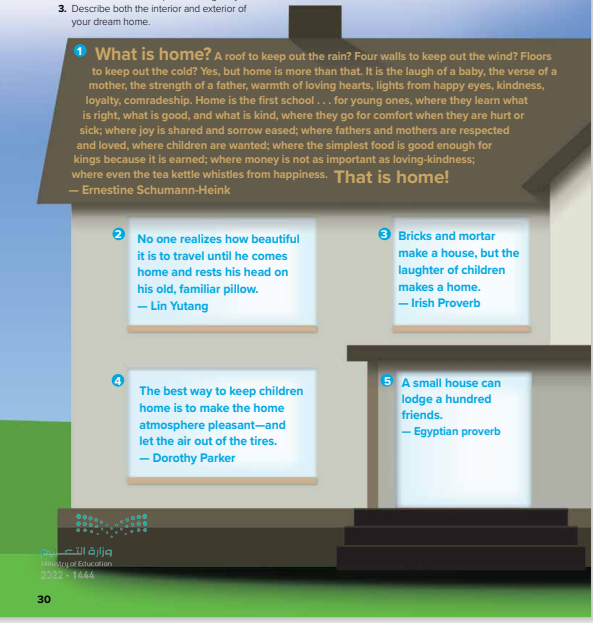 3. Describe both the interior and exterior of
your dream home.
1 What is home? A roof to keep out the rain? Four walls to keep out the wind? Floors
to keep out the cold? Yes, but home is more than that. It is the laugh of a baby, the verse of a
mother, the strength of a father, warmth of loving hearts, lights from happy eyes, kindness,
loyalty, comradeship. Home is the first school . . . for young ones, where they learn what
is right, what is good, and what is kind, where they go for comfort when they are hurt or
sick; where joy is shared and sorrow eased; where fathers and mothers are respected
and loved, where children are wanted; where the simplest food is good enough for
kings because it is earned; where money is not as important as loving-kindness;
where even the tea kettle whistles from happiness. That is home!
— Ernestine Schumann-Heink
2 No one realizes how beautiful
it is to travel until he comes
home and rests his head on
his old, familiar pillow.
— Lin Yutang
3 Bricks and mortar
make a house, but the
laughter of children
makes a home.
— Irish Proverb
4 The best way to keep children
home is to make the home
atmosphere pleasant—and
let the air out of the tires.
— Dorothy Parker
5 A small house can
lodge a hundred
friends.
— Egyptian proverb
وزارة التعليم
Ministry of Education
2022 - 1444
30